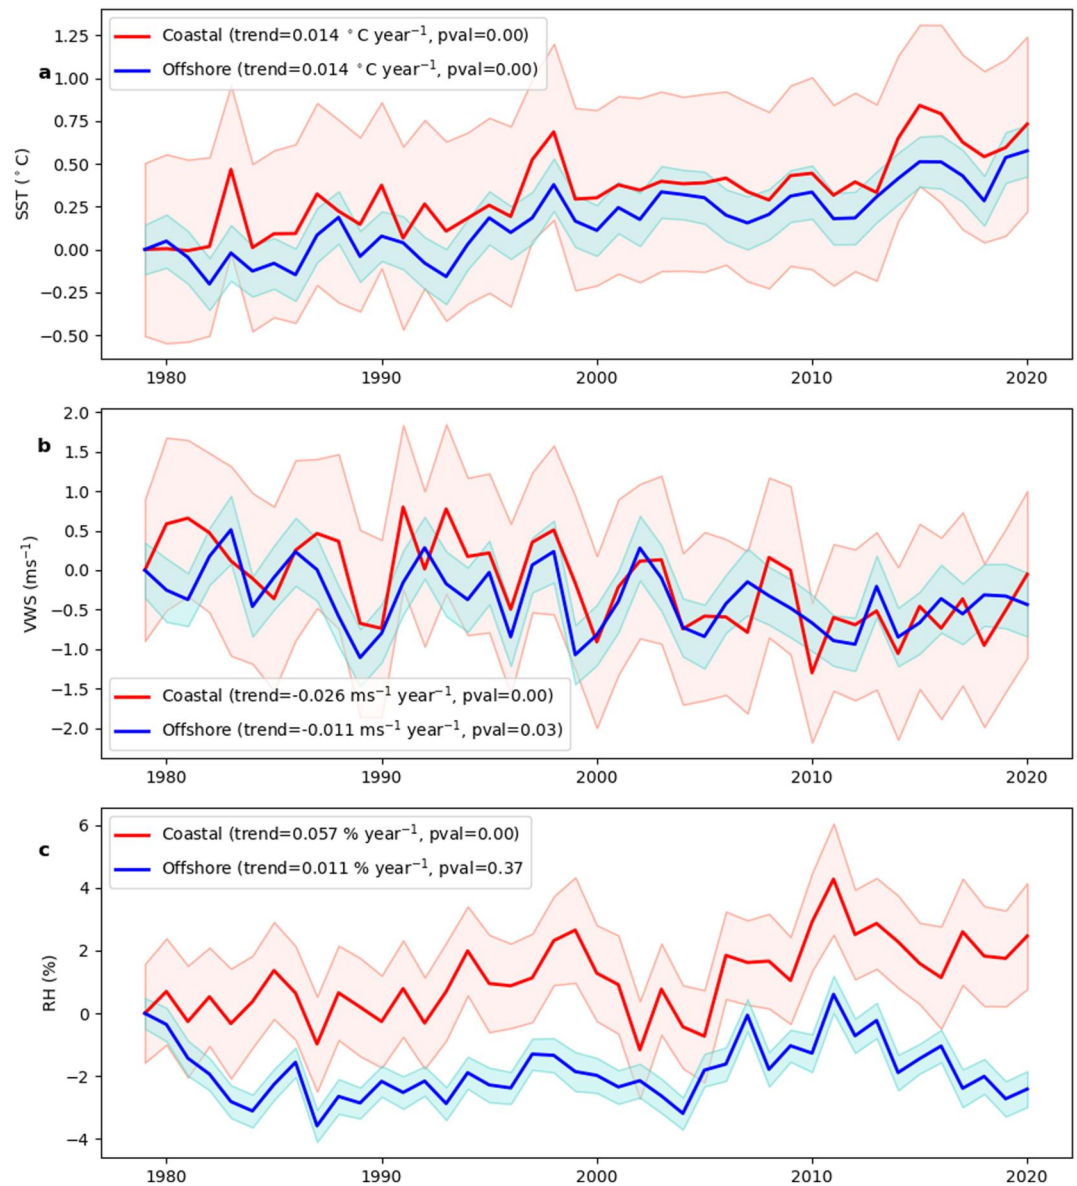 a
SST (°C)
1.25
1.00
0.75
0.50
0.25
0.00
−0.25
−0.50
Coastal (trend=0.014 °C year⁻¹, pval=0.00)
Offshore (trend=0.014 °C year⁻¹, pval=0.00)
1980 1990 2000 2010 2020
b
VWS (ms⁻¹)
2.0
1.5
1.0
0.5
0.0
−0.5
−1.0
−1.5
−2.0
Coastal (trend=-0.026 ms⁻¹ year⁻¹, pval=0.00)
Offshore (trend=-0.011 ms⁻¹ year⁻¹, pval=0.03)
1980 1990 2000 2010 2020
c
RH (%)
6
4
2
0
−2
−4
Coastal (trend=0.057 % year⁻¹, pval=0.00)
Offshore (trend=0.011 % year⁻¹, pval=0.37
1980 1990 2000 2010 2020